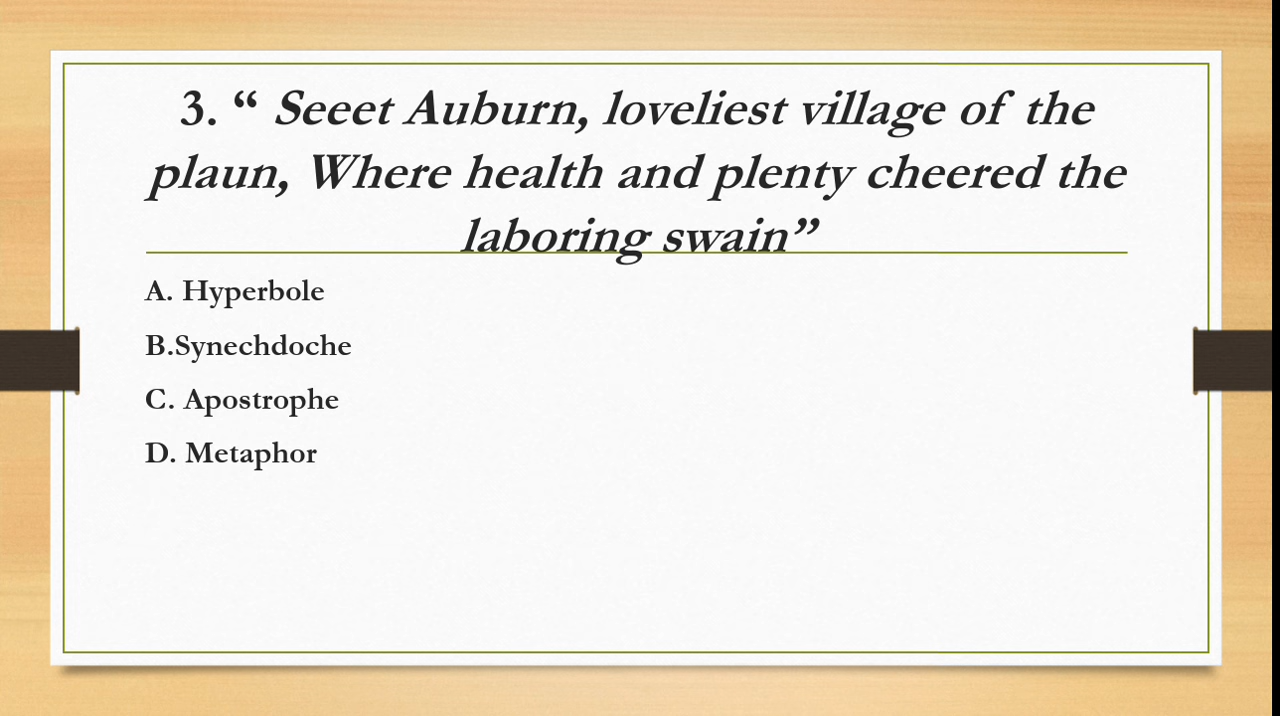 3. “ Seeet Auburn, loveliest village of the
plaun, Where health and plenty cheered the
laboring swain”
A. Hyperbole
B.Synechdoche
C. Apostrophe
D. Metaphor